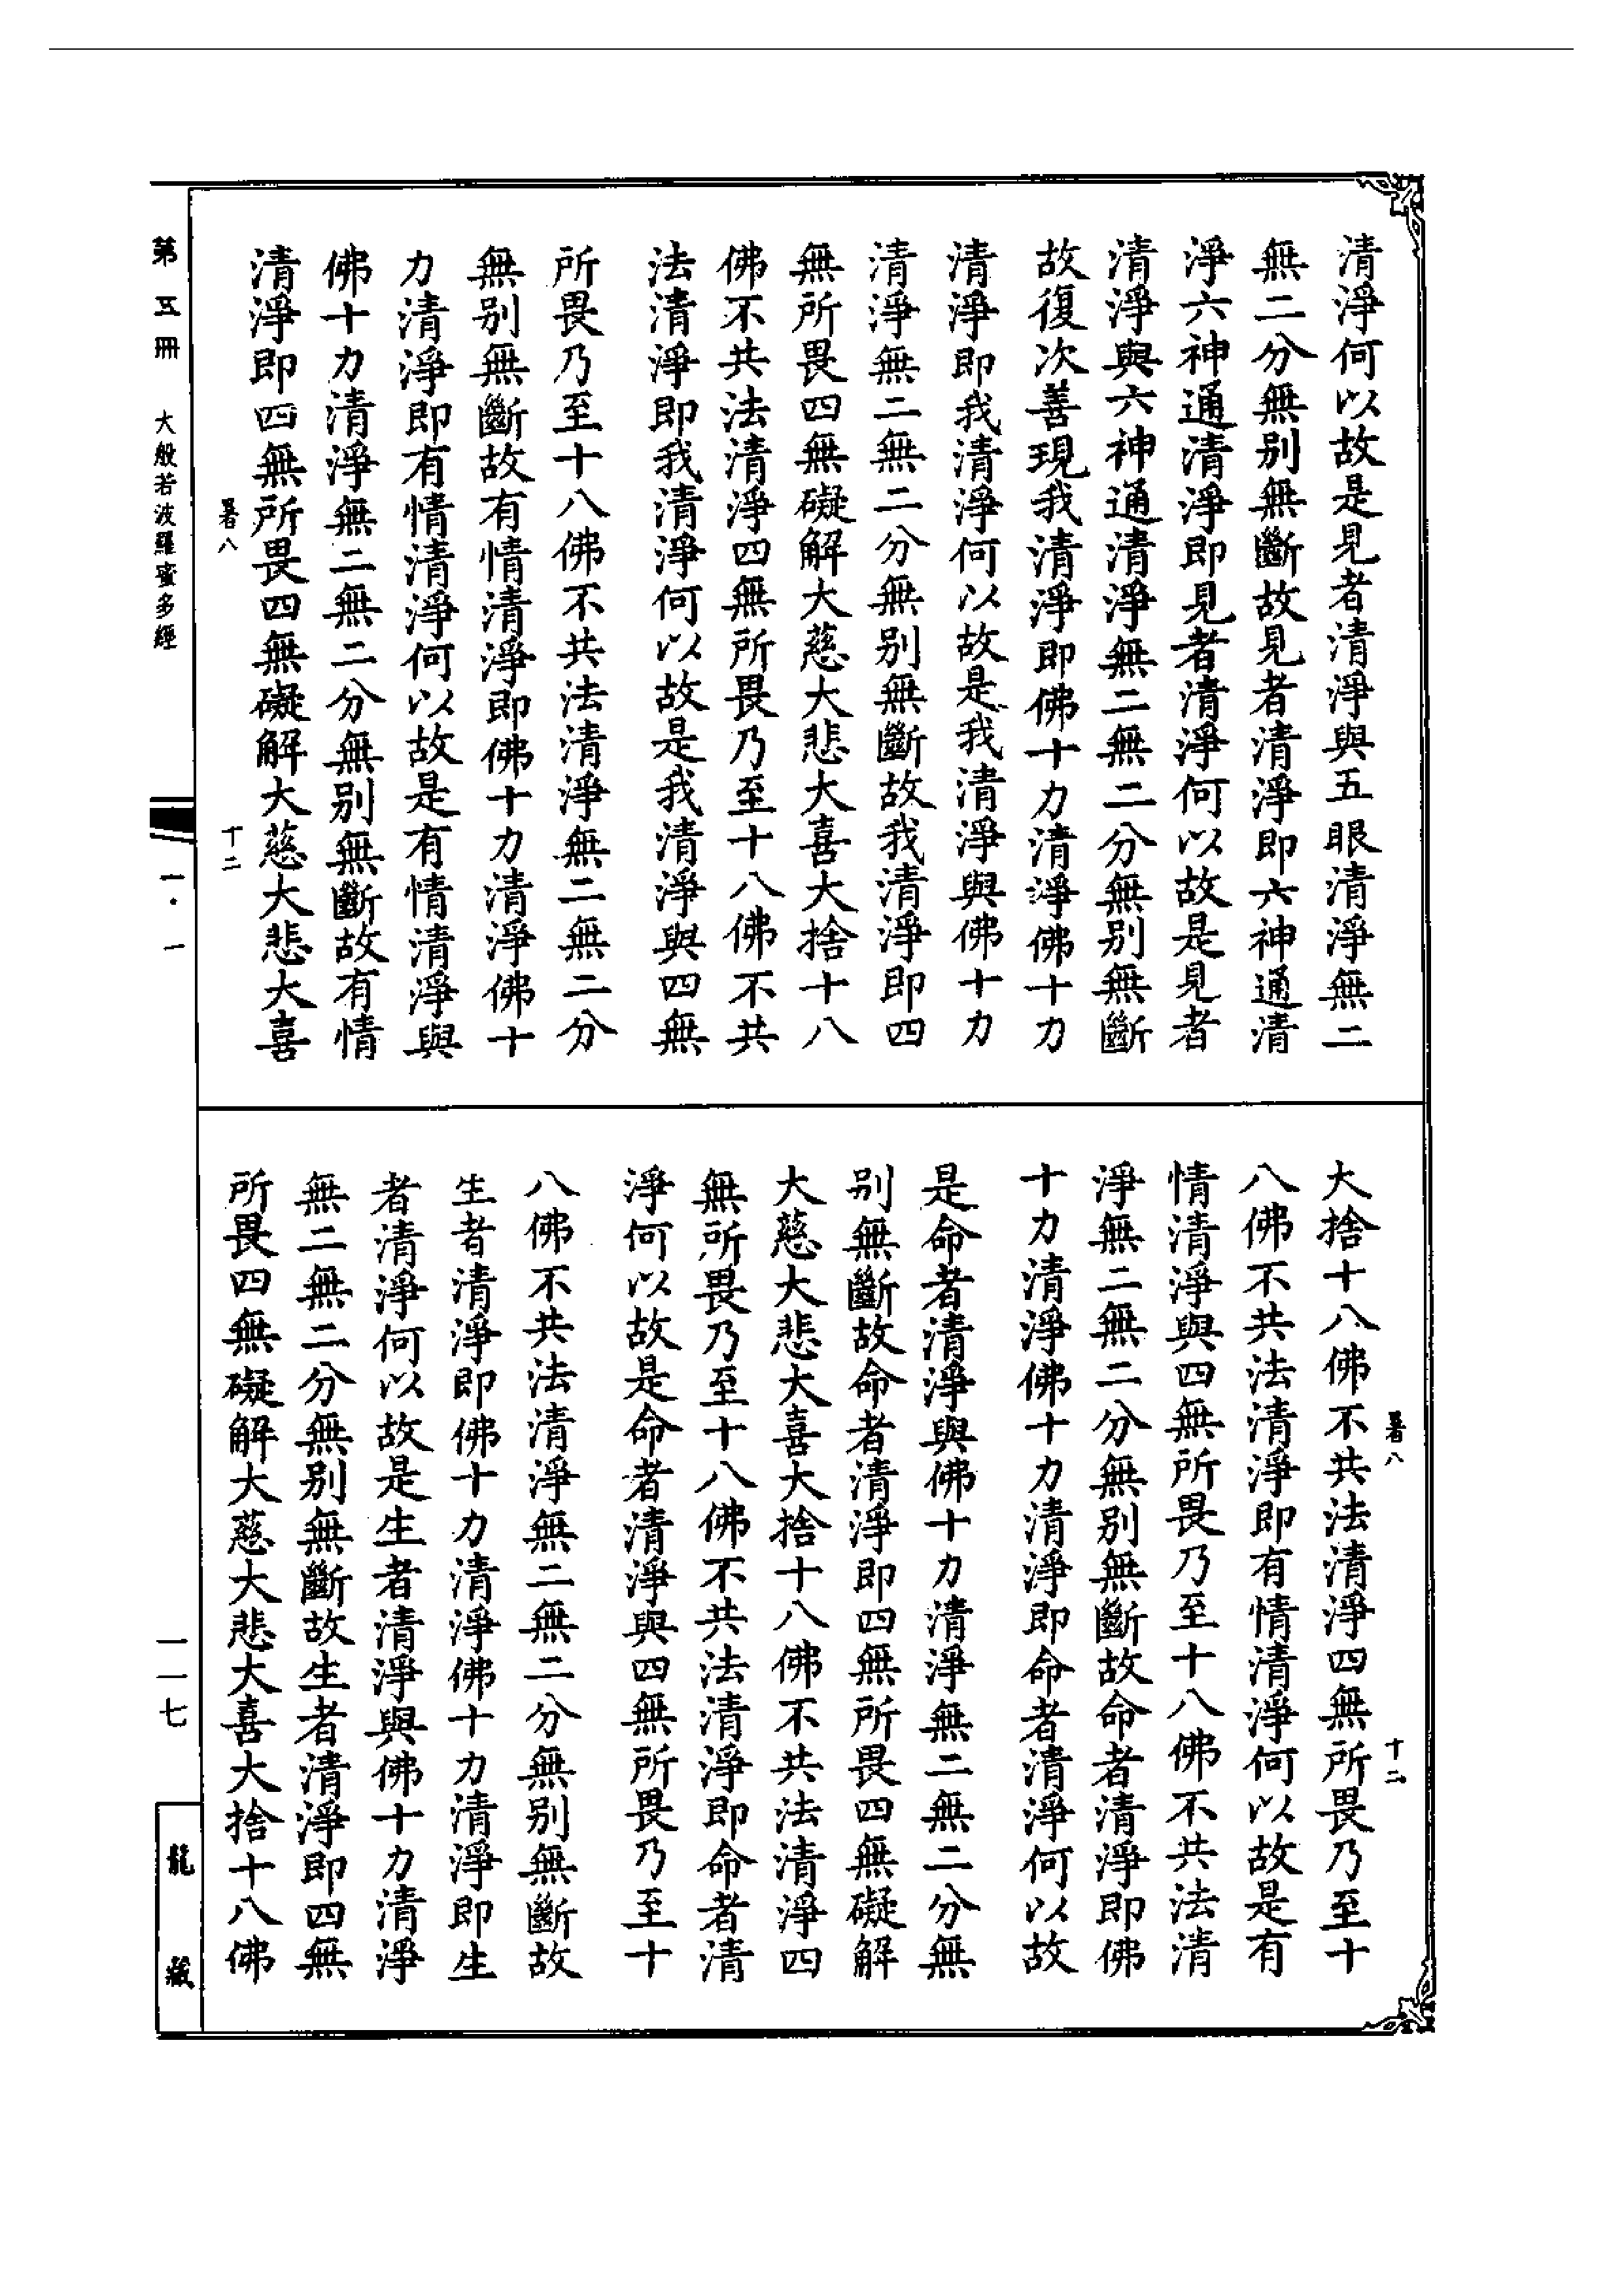 清淨何以故是見者清淨與五眼清淨無二
無二分無別無斷故見者清淨即六神通清
淨六神通清淨即見者清淨何以故是見者
清淨與六神通清淨無二無二分無別無斷
故復次善現我清淨即佛十力清淨佛十力
清淨即我清淨何以故是我清淨與佛十力
清淨無二無二分無別無斷故我清淨即四
無所畏四無礙解大慈大悲大喜大捨十八
佛不共法清淨四無所畏乃至十八佛不共
法清淨即我清淨何以故是我清淨與四無
所畏乃至十八佛不共法清淨無二無二分
無別無斷故有情清淨即佛十力清淨佛十
力清淨即有情清淨何以故是有情清淨與
佛十力清淨無二無二分無別無斷故有情
清淨即四無所畏四無礙解大慈大悲大喜
暑八 十二
大捨十八佛不共法清淨四無所畏乃至十
八佛不共法清淨即有情清淨何以故是有
情清淨與四無所畏乃至十八佛不共法清
淨無二無二分無別無斷故命者清淨即佛
十力清淨佛十力清淨即命者清淨何以故
是命者清淨與佛十力清淨無二無二分無
別無斷故命者清淨即四無所畏四無礙解
大慈大悲大喜大捨十八佛不共法清淨四
無所畏乃至十八佛不共法清淨即命者清
淨何以故是命者清淨與四無所畏乃至十
八佛不共法清淨無二無二分無別無斷故
生者清淨即佛十力清淨佛十力清淨即生
者清淨何以故是生者清淨與佛十力清淨
無二無二分無別無斷故生者清淨即四無
所畏四無礙解大慈大悲大喜大捨十八佛
暑八 十二
第五冊 大般若波羅蜜多經
一·一
一一七
龍藏